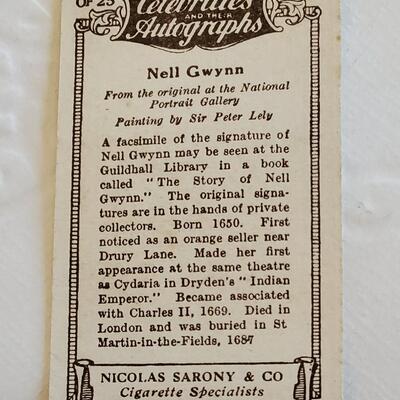 OF 25
Celebrities
AND THEIR
Autographs
Nell Gwynn
From the original at the National
Portrait Gallery
Painting by Sir Peter Lely
A facsimile of the signature of
Nell Gwynn may be seen at the
Guildhall Library in a book
called "The Story of Nell
Gwynn." The original signa-
tures are in the hands of private
collectors. Born 1650. First
noticed as an orange seller near
Drury Lane. Made her first
appearance at the same theatre
as Cydaria in Dryden's "Indian
Emperor." Became associated
with Charles II, 1669. Died in
London and was buried in St
Martin-in-the-Fields, 1687
NICOLAS SARONY & CO
Cigarette Specialists